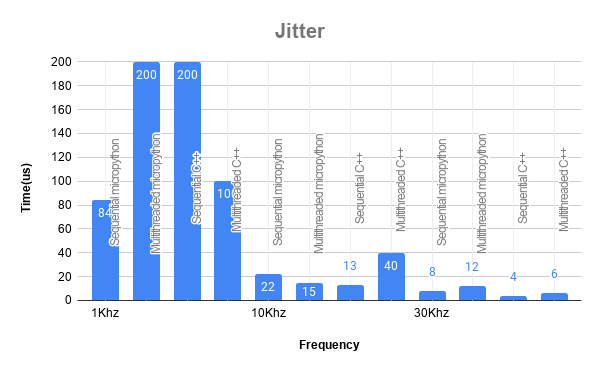 Jitter
Time(us)
200
180
160
140
120
100
80
60
40
20
0
84
200
200
100
22
15
13
40
8
12
4
6
Sequential micropython
Multithreaded micropython
Sequential C++
Multithreaded C++
Sequential micropython
Multithreaded micropython
Sequential C++
Multithreaded C++
Sequential micropython
Multithreaded micropython
Sequential C++
Multithreaded C++
1Khz
10Khz
30Khz
Frequency